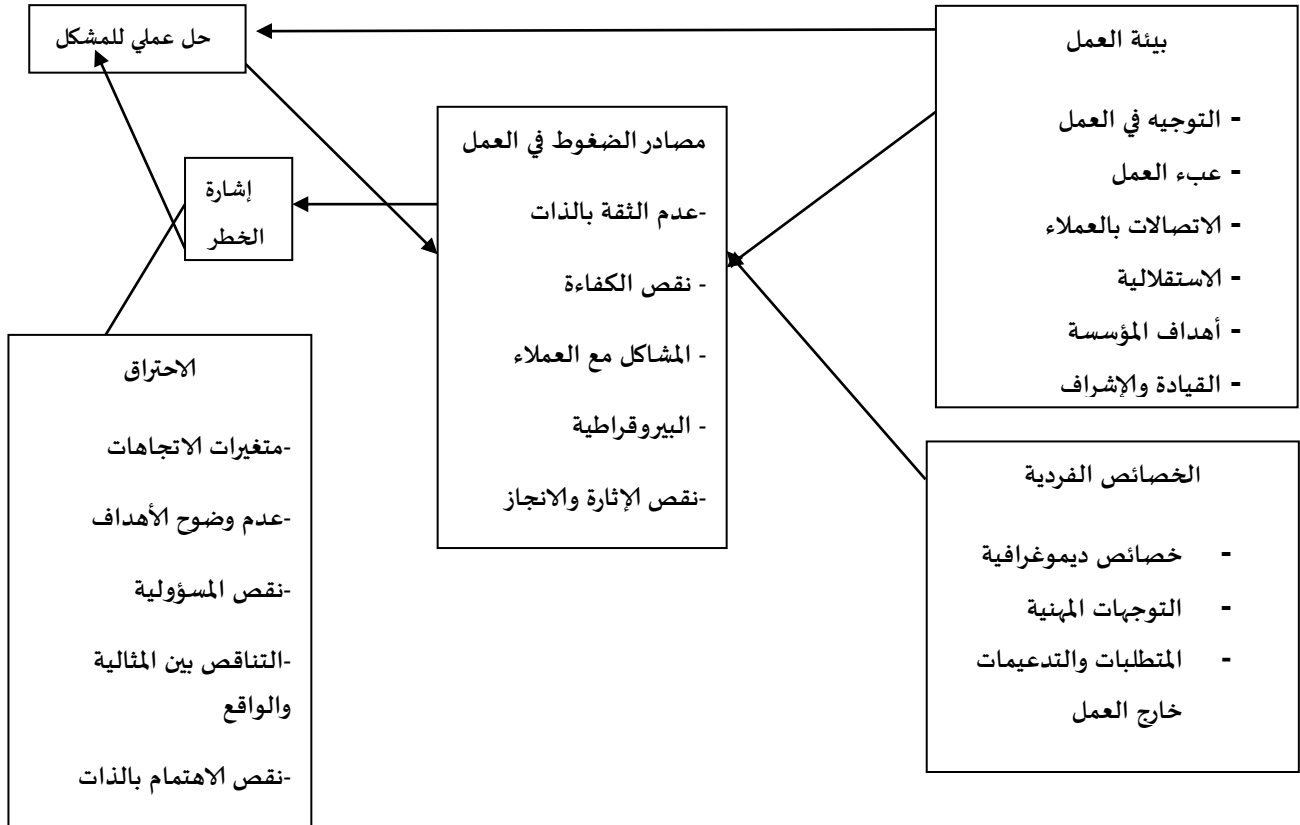 بيئة العمل
- التوجيه في العمل
- عبء العمل
- الاتصالات بالعملاء
- الاستقلالية
- أهداف المؤسسة
- القيادة والإشراف
الخصائص الفردية
- خصائص ديموغرافية
- التوجهات المهنية
- المتطلبات والتدعيمات
خارج العمل
مصادر الضغوط في العمل
-عدم الثقة بالذات
- نقص الكفاءة
- المشاكل مع العملاء
- البيروقراطية
-نقص الإثارة والانجاز
حل عملي للمشكل
إشارة
الخطر
الاحتراق
-متغيرات الاتجاهات
-عدم وضوح الأهداف
-نقص المسؤولية
-التناقص بين المثالية
والواقع
-نقص الاهتمام بالذات